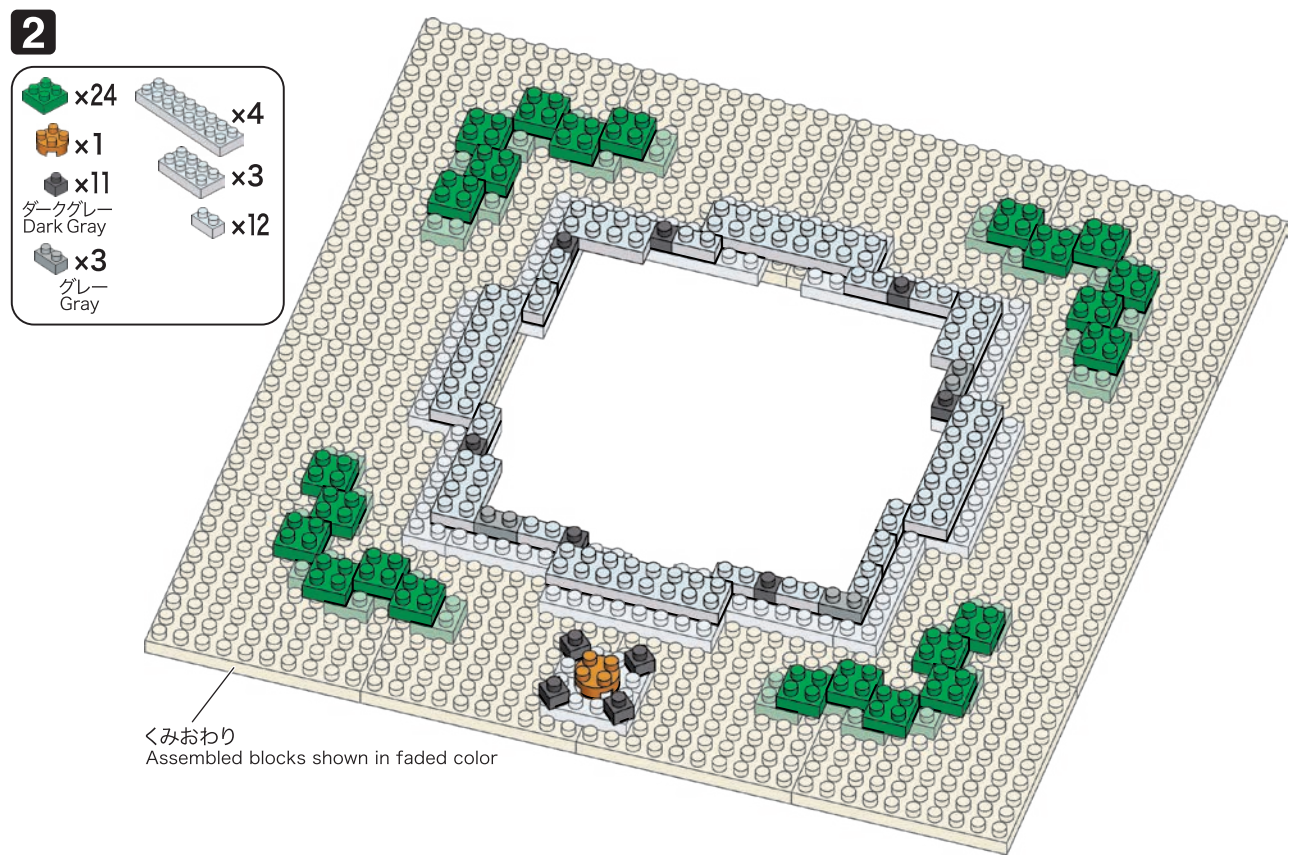 2
×24
×4
×1
×3
×11
ダークグレー
Dark Gray
×12
×3
グレー
Gray
くみおわり
Assembled blocks shown in faded color